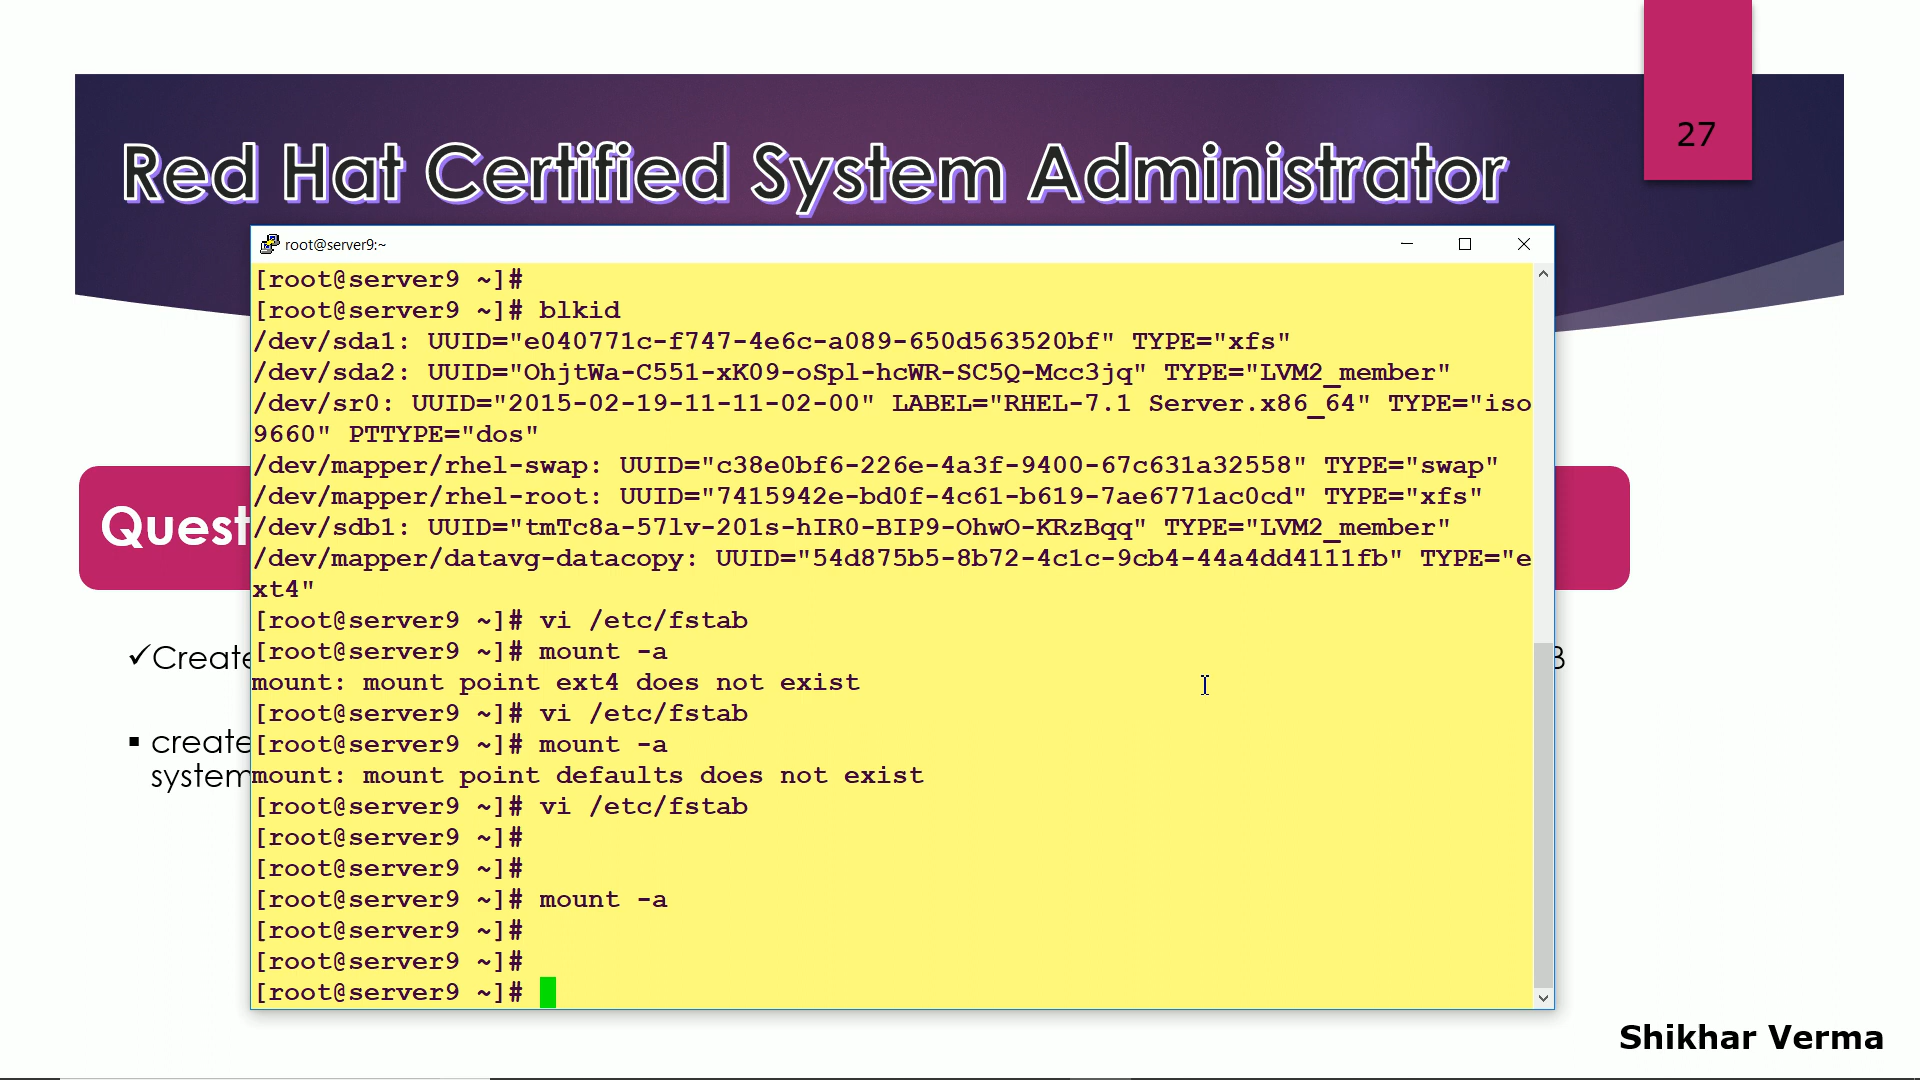 27
Red Hat Certified System Administrator
root@server9:~
[root@server9 ~]#
[root@server9 ~]# blkid
/dev/sda1: UUID="e040771c-f747-4e6c-a089-650d563520bf" TYPE="xfs"
/dev/sda2: UUID="OhjtWa-C551-xK09-oSpl-hcWR-SC5Q-Mcc3jq" TYPE="LVM2_member"
/dev/sr0: UUID="2015-02-19-11-11-02-00" LABEL="RHEL-7.1 Server.x86_64" TYPE="iso
9660" PTTYPE="dos"
/dev/mapper/rhel-swap: UUID="c38e0bf6-226e-4a3f-9400-67c631a32558" TYPE="swap"
/dev/mapper/rhel-root: UUID="7415942e-bd0f-4c61-b619-7ae6771ac0cd" TYPE="xfs"
/dev/sdb1: UUID="tmTc8a-57lv-201s-hIR0-BIP9-OhwO-KRzBqq" TYPE="LVM2_member"
/dev/mapper/datavg-datacopy: UUID="54d875b5-8b72-4c1c-9cb4-44a4dd4111fb" TYPE="e
xt4"
[root@server9 ~]# vi /etc/fstab
[root@server9 ~]# mount -a
mount: mount point ext4 does not exist
[root@server9 ~]# vi /etc/fstab
[root@server9 ~]# mount -a
mount: mount point defaults does not exist
[root@server9 ~]# vi /etc/fstab
[root@server9 ~]#
[root@server9 ~]#
[root@server9 ~]# mount -a
[root@server9 ~]#
[root@server9 ~]#
[root@server9 ~]#
Quest
✓Create
▪ create
system
Shikhar Verma